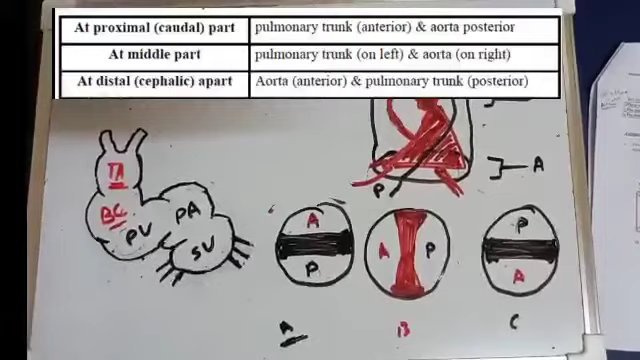 At proximal (caudal) part pulmonary trunk (anterior) & aorta posterior
At middle part pulmonary trunk (on left) & aorta (on right)
At distal (cephalic) apart Aorta (anterior) & pulmonary trunk (posterior)
A
P
TA
BC
PV
PA
SV
A
P
A
P
P
A
A
B
C